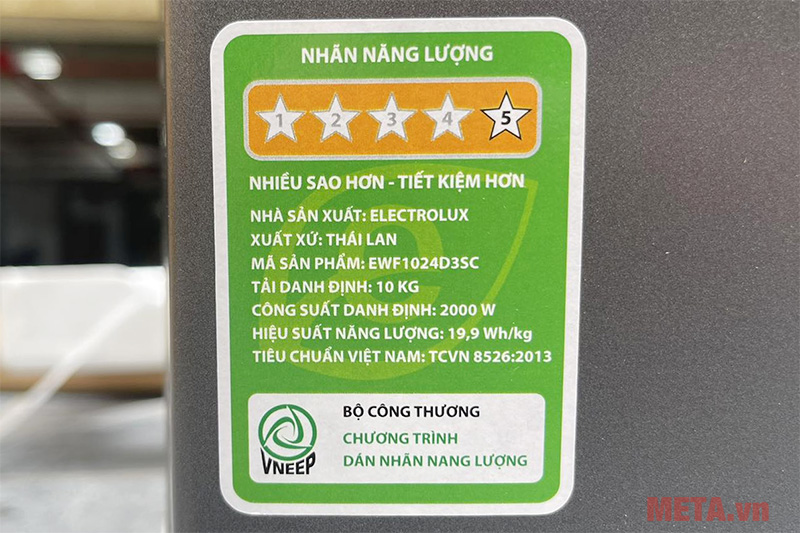 NHÃN NĂNG LƯỢNG
1 2 3 4 5
NHIỀU SAO HƠN - TIẾT KIỆM HƠN
NHÀ SẢN XUẤT: ELECTROLUX
XUẤT XỨ: THÁI LAN
MÃ SẢN PHẨM: EWF1024D3SC
TẢI DANH ĐỊNH: 10 KG
CÔNG SUẤT DANH ĐỊNH: 2000 W
HIỆU SUẤT NĂNG LƯỢNG: 19,9 Wh/kg
TIÊU CHUẨN VIỆT NAM: TCVN 8526:2013
BỘ CÔNG THƯƠNG
CHƯƠNG TRÌNH
DÁN NHÃN NANG LƯỢNG
VNEEP
META.vn